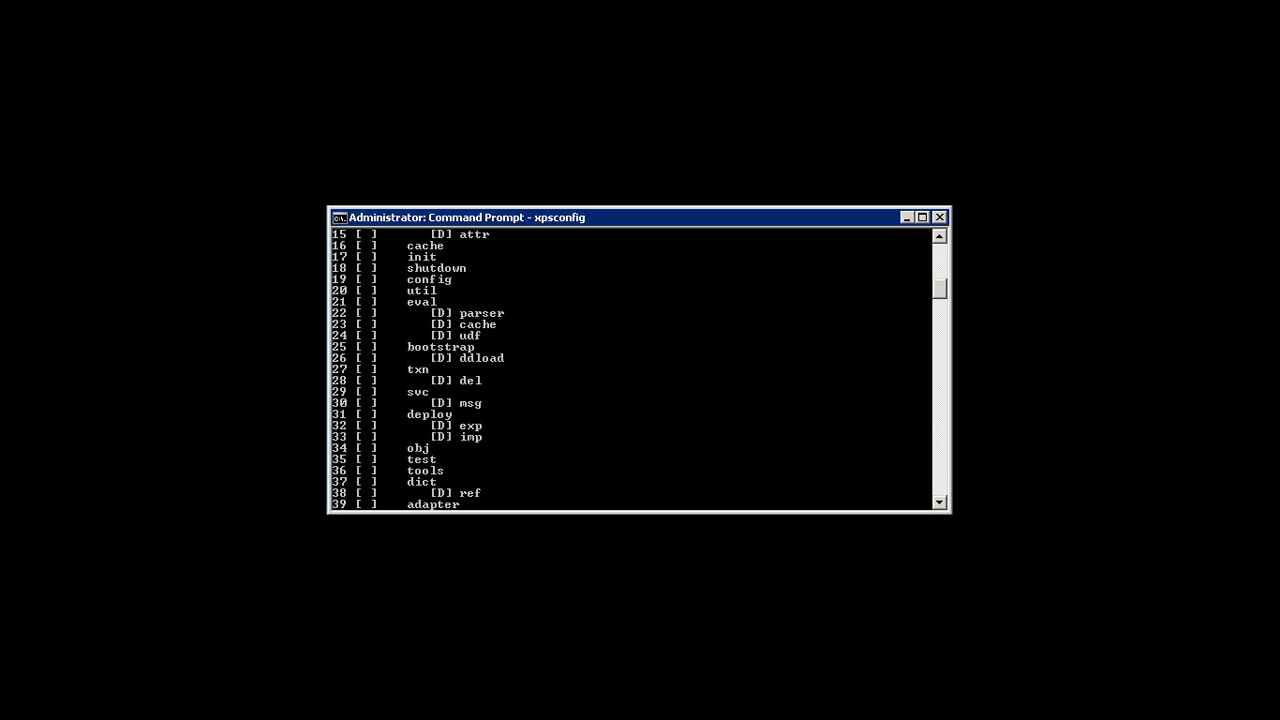 Administrator: Command Prompt - xpsconfig
15 [ ]       [D] attr
16 [ ]    cache
17 [ ]    init
18 [ ]    shutdown
19 [ ]    config
20 [ ]    util
21 [ ]    eval
22 [ ]       [D] parser
23 [ ]       [D] cache
24 [ ]       [D] udf
25 [ ]    bootstrap
26 [ ]       [D] ddload
27 [ ]    txn
28 [ ]       [D] del
29 [ ]    svc
30 [ ]       [D] msg
31 [ ]    deploy
32 [ ]       [D] exp
33 [ ]       [D] imp
34 [ ]    obj
35 [ ]    test
36 [ ]    tools
37 [ ]    dict
38 [ ]       [D] ref
39 [ ]    adapter